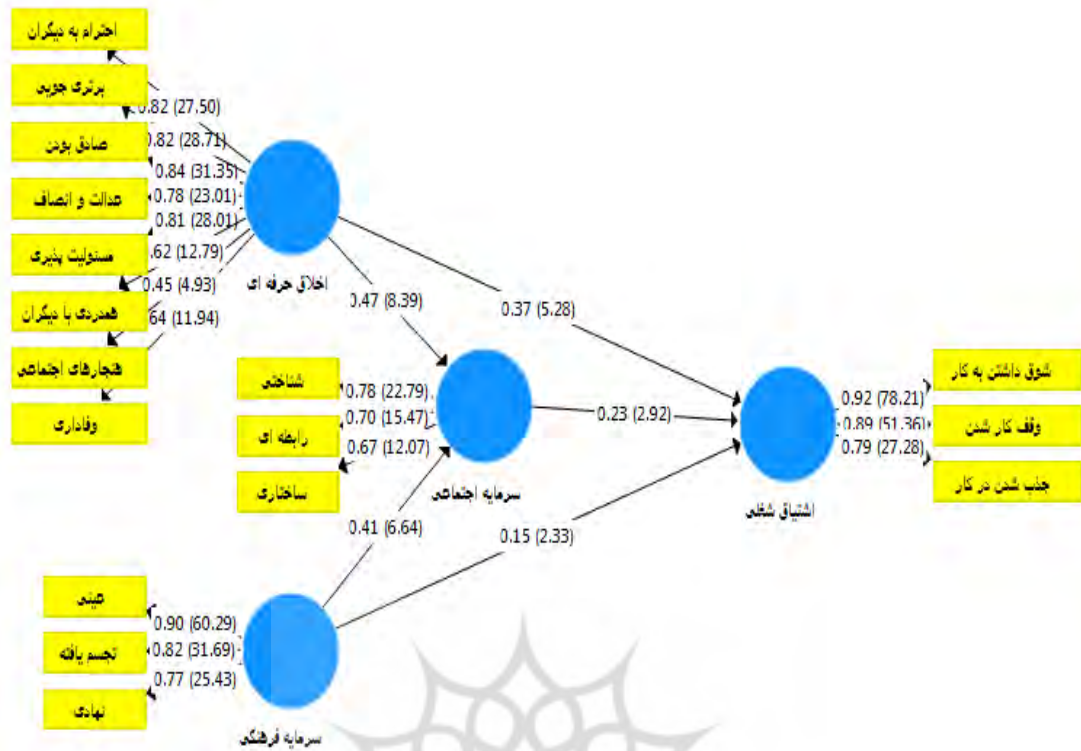 احترام به دیگران
برتری جویی
صادق بودن
عدالت و انصاف
مسئولیت پذیری
همدردی با دیگران
هنجارهای اجتماعی
وفاداری
0.82 (27.50)
0.82 (28.71)
0.84 (31.35)
0.78 (23.01)
0.81 (28.01)
.62 (12.79)
0.45 (4.93)
.64 (11.94)
اخلاق حرفه ای
0.47 (8.39)
0.37 (5.28)
شناختی
رابطه ای
ساختاری
0.78 (22.79)
0.70 (15.47)
0.67 (12.07)
سرمایه اجتماعی
0.23 (2.92)
0.41 (6.64)
0.15 (2.33)
اشتیاق شغلی
0.92 (78.21)
0.89 (51.36)
0.79 (27.28)
شوق داشتن به کار
وقف کار شدن
جذب شدن در کار
عینی
تجسم یافته
نهادی
0.90 (60.29)
0.82 (31.69)
0.77 (25.43)
سرمایه فرهنگی